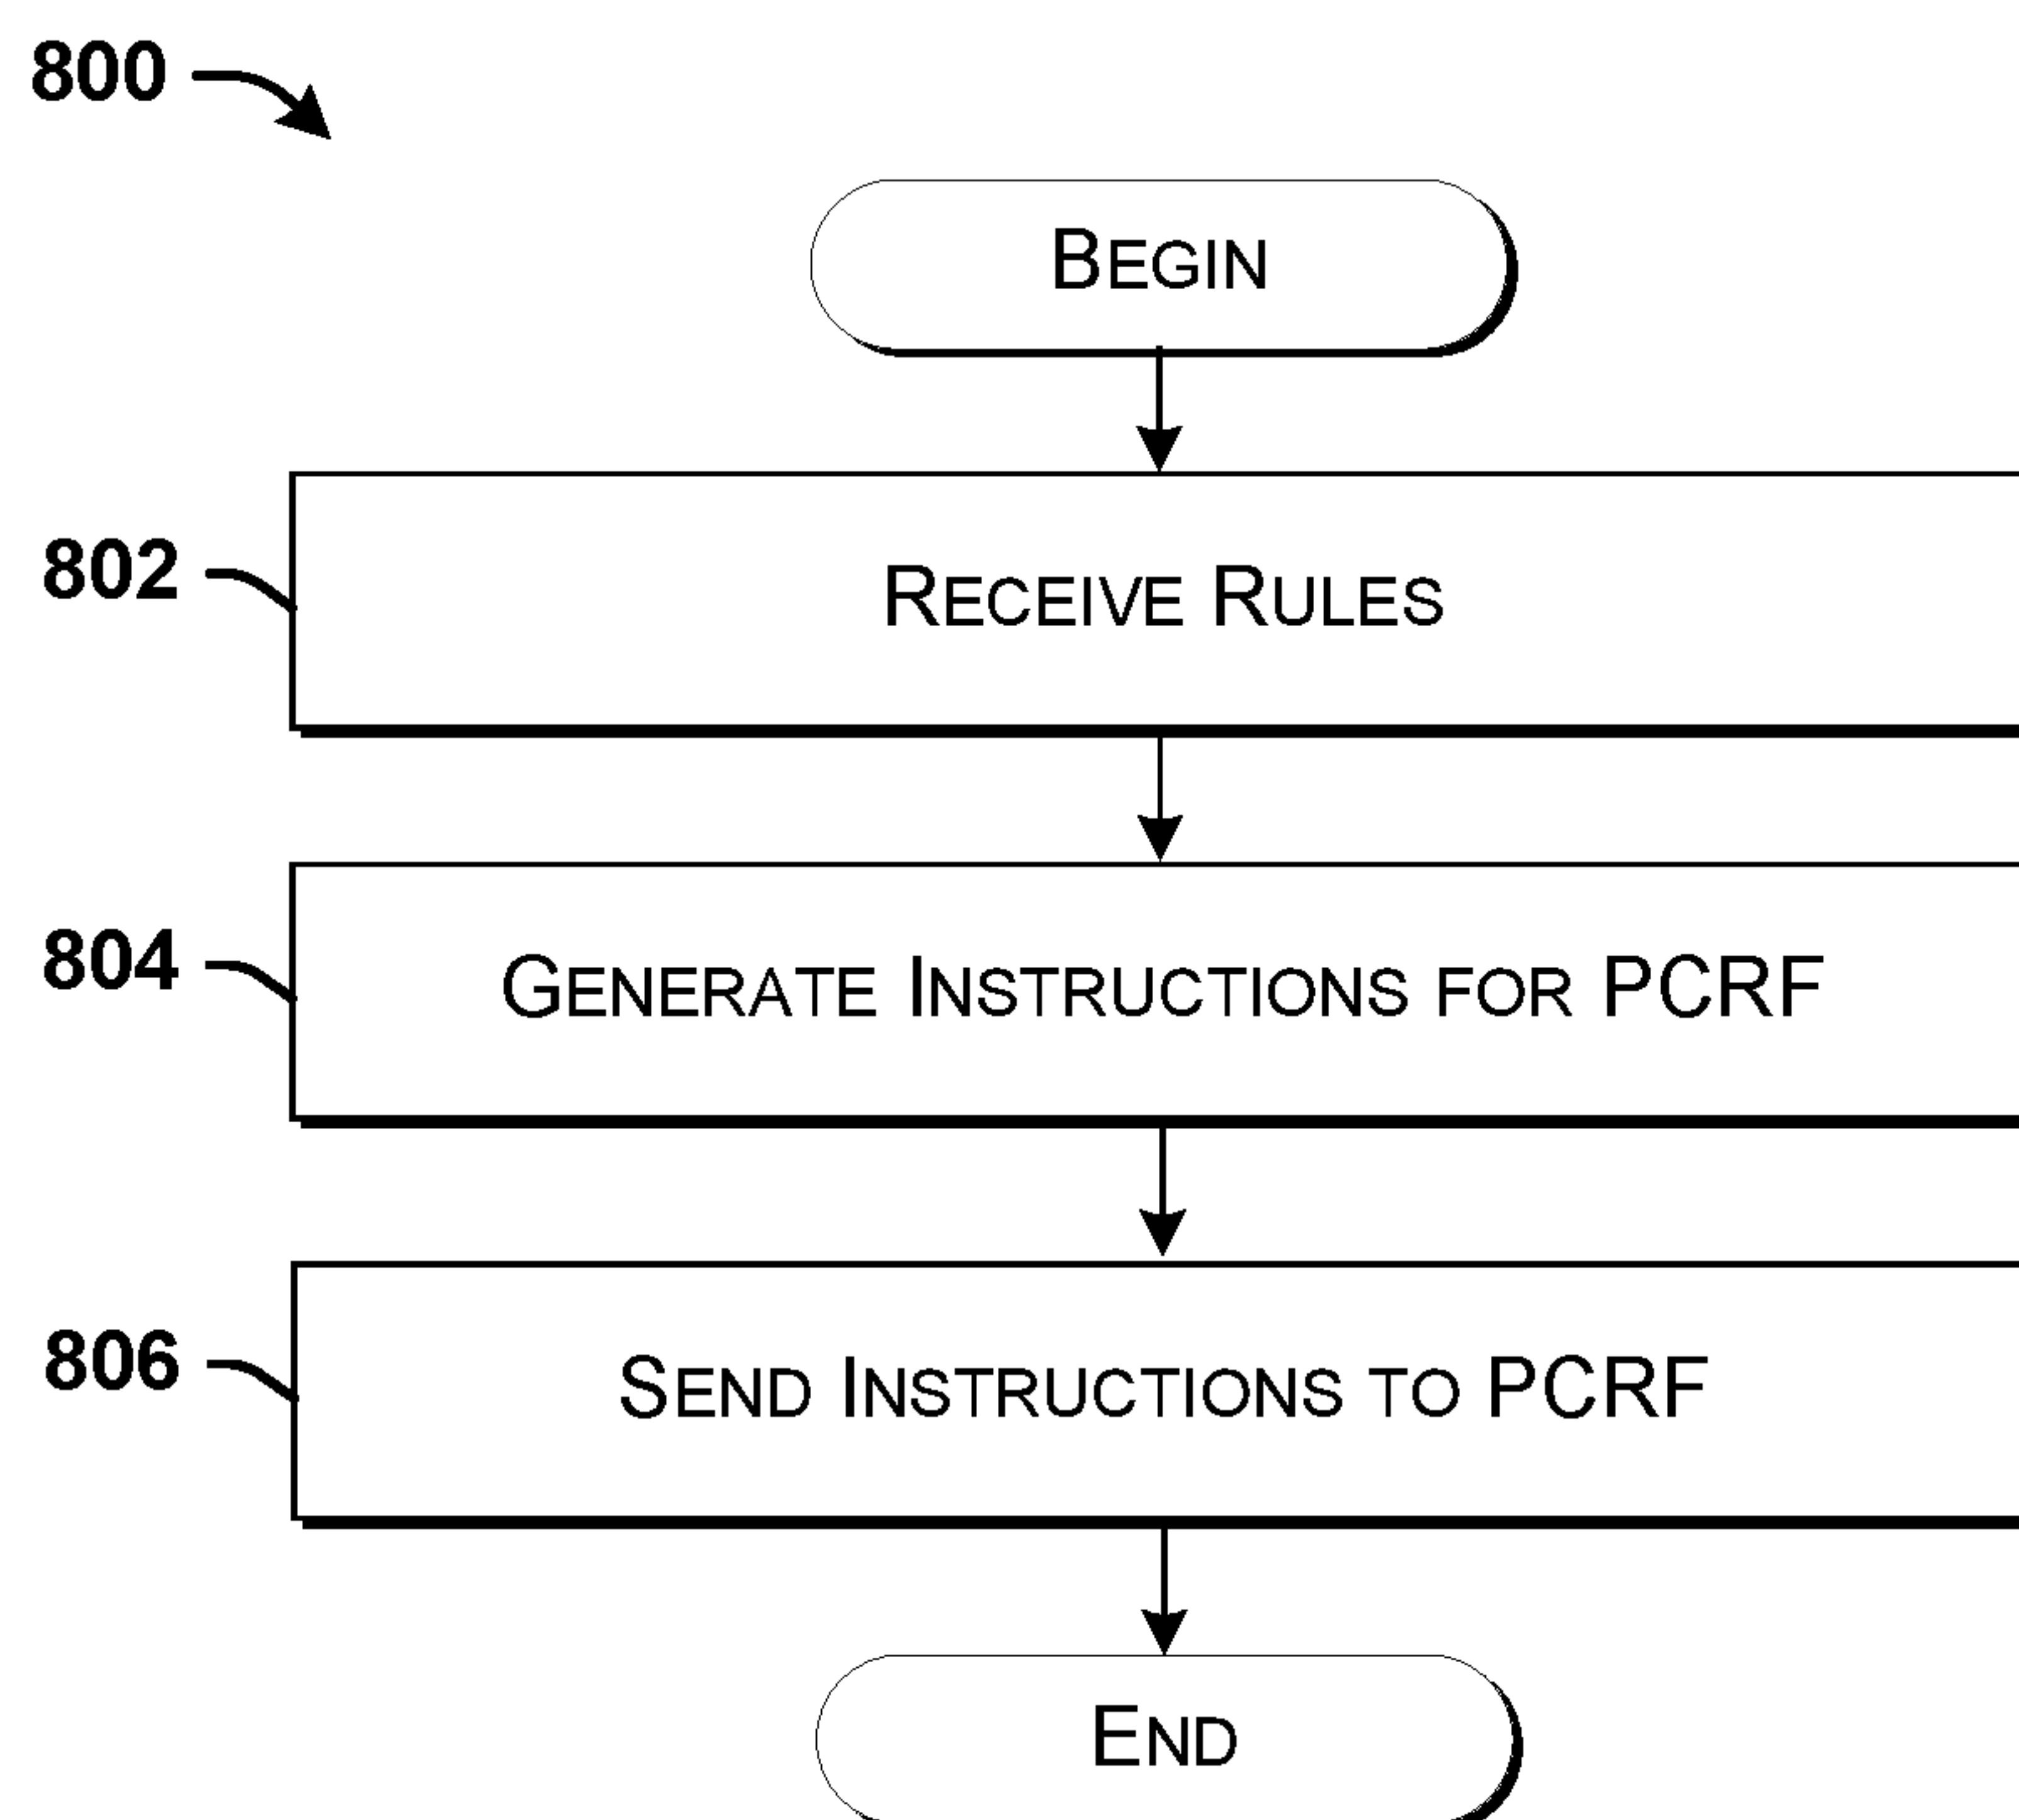 800
BEGIN
802
RECEIVE RULES
804
GENERATE INSTRUCTIONS FOR PCRF
806
SEND INSTRUCTIONS TO PCRF
END